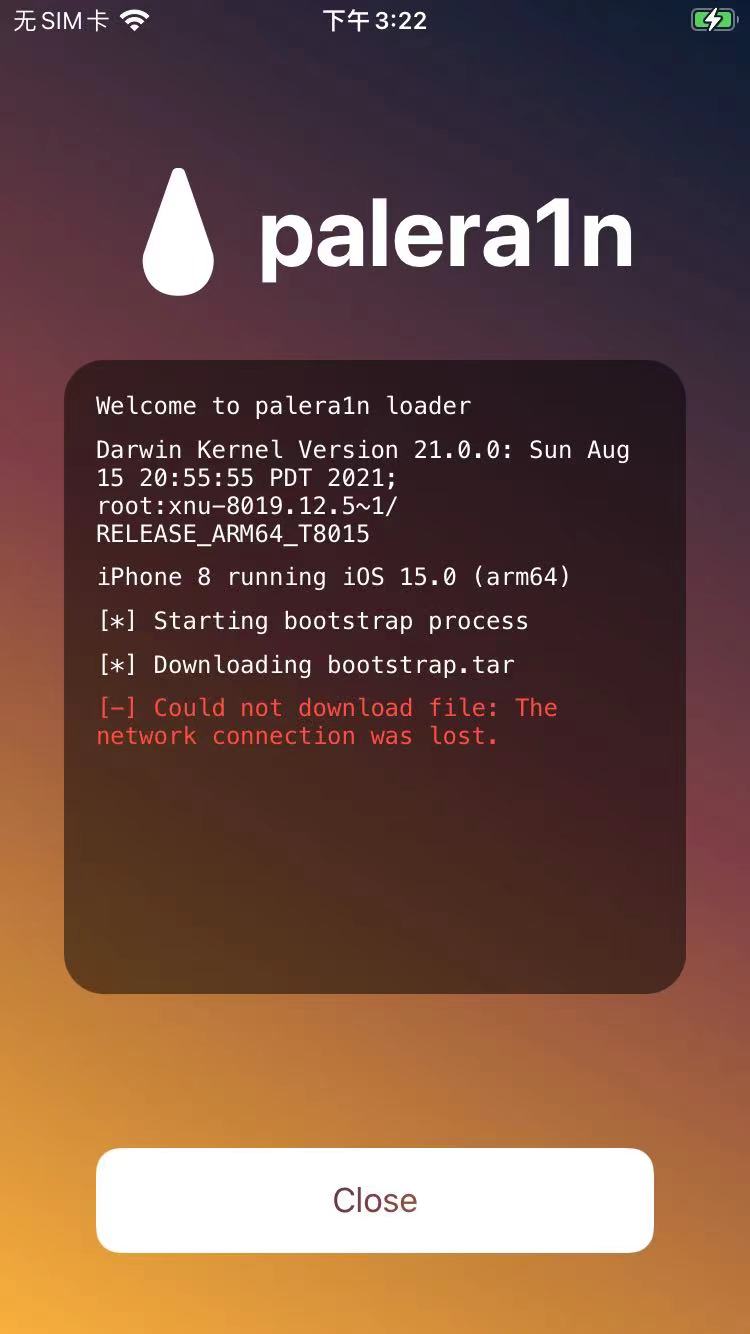 无SIM卡 下午3:22
palera1n
Welcome to palera1n loader
Darwin Kernel Version 21.0.0: Sun Aug
15 20:55:55 PDT 2021;
root:xnu-8019.12.5~1/
RELEASE_ARM64_T8015
iPhone 8 running iOS 15.0 (arm64)
[*] Starting bootstrap process
[*] Downloading bootstrap.tar
[-] Could not download file: The
network connection was lost.
Close